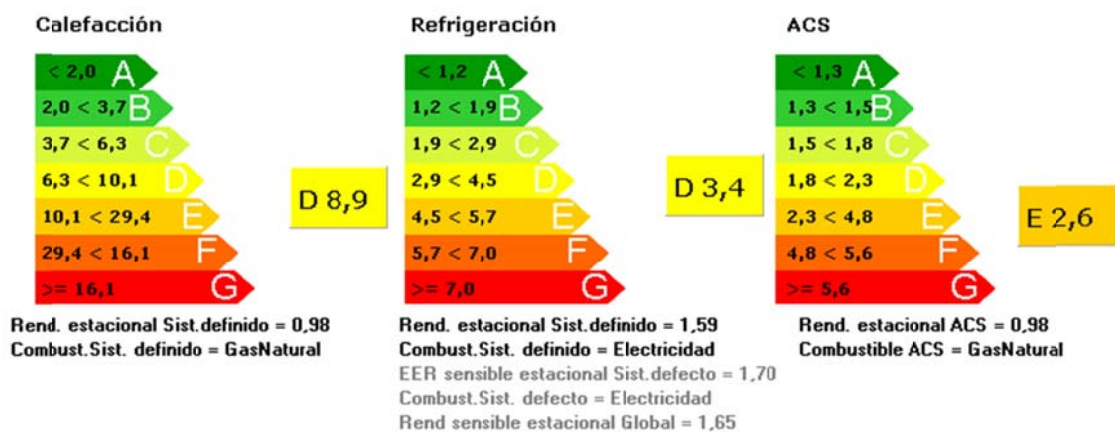 Calefacción
< 2,0 A
2,0 < 3,7 B
3,7 < 6,3 C
6,3 < 10,1 D
10,1 < 29,4 E
29,4 < 16,1 F
>= 16,1 G
D 8,9
Rend. estacional Sist.definido = 0,98
Combust.Sist. definido = GasNatural
Refrigeración
< 1,2 A
1,2 < 1,9 B
1,9 < 2,9 C
2,9 < 4,5 D
4,5 < 5,7 E
5,7 < 7,0 F
>= 7,0 G
D 3,4
Rend. estacional Sist.definido = 1,59
Combust.Sist. definido = Electricidad
EER sensible estacional Sist.defecto = 1,70
Combust.Sist. defecto = Electricidad
Rend sensible estacional Global = 1,65
ACS
< 1,3 A
1,3 < 1,5 B
1,5 < 1,8 C
1,8 < 2,3 D
2,3 < 4,8 E
4,8 < 5,6 F
>= 5,6 G
E 2,6
Rend. estacional ACS = 0,98
Combustible ACS = GasNatural